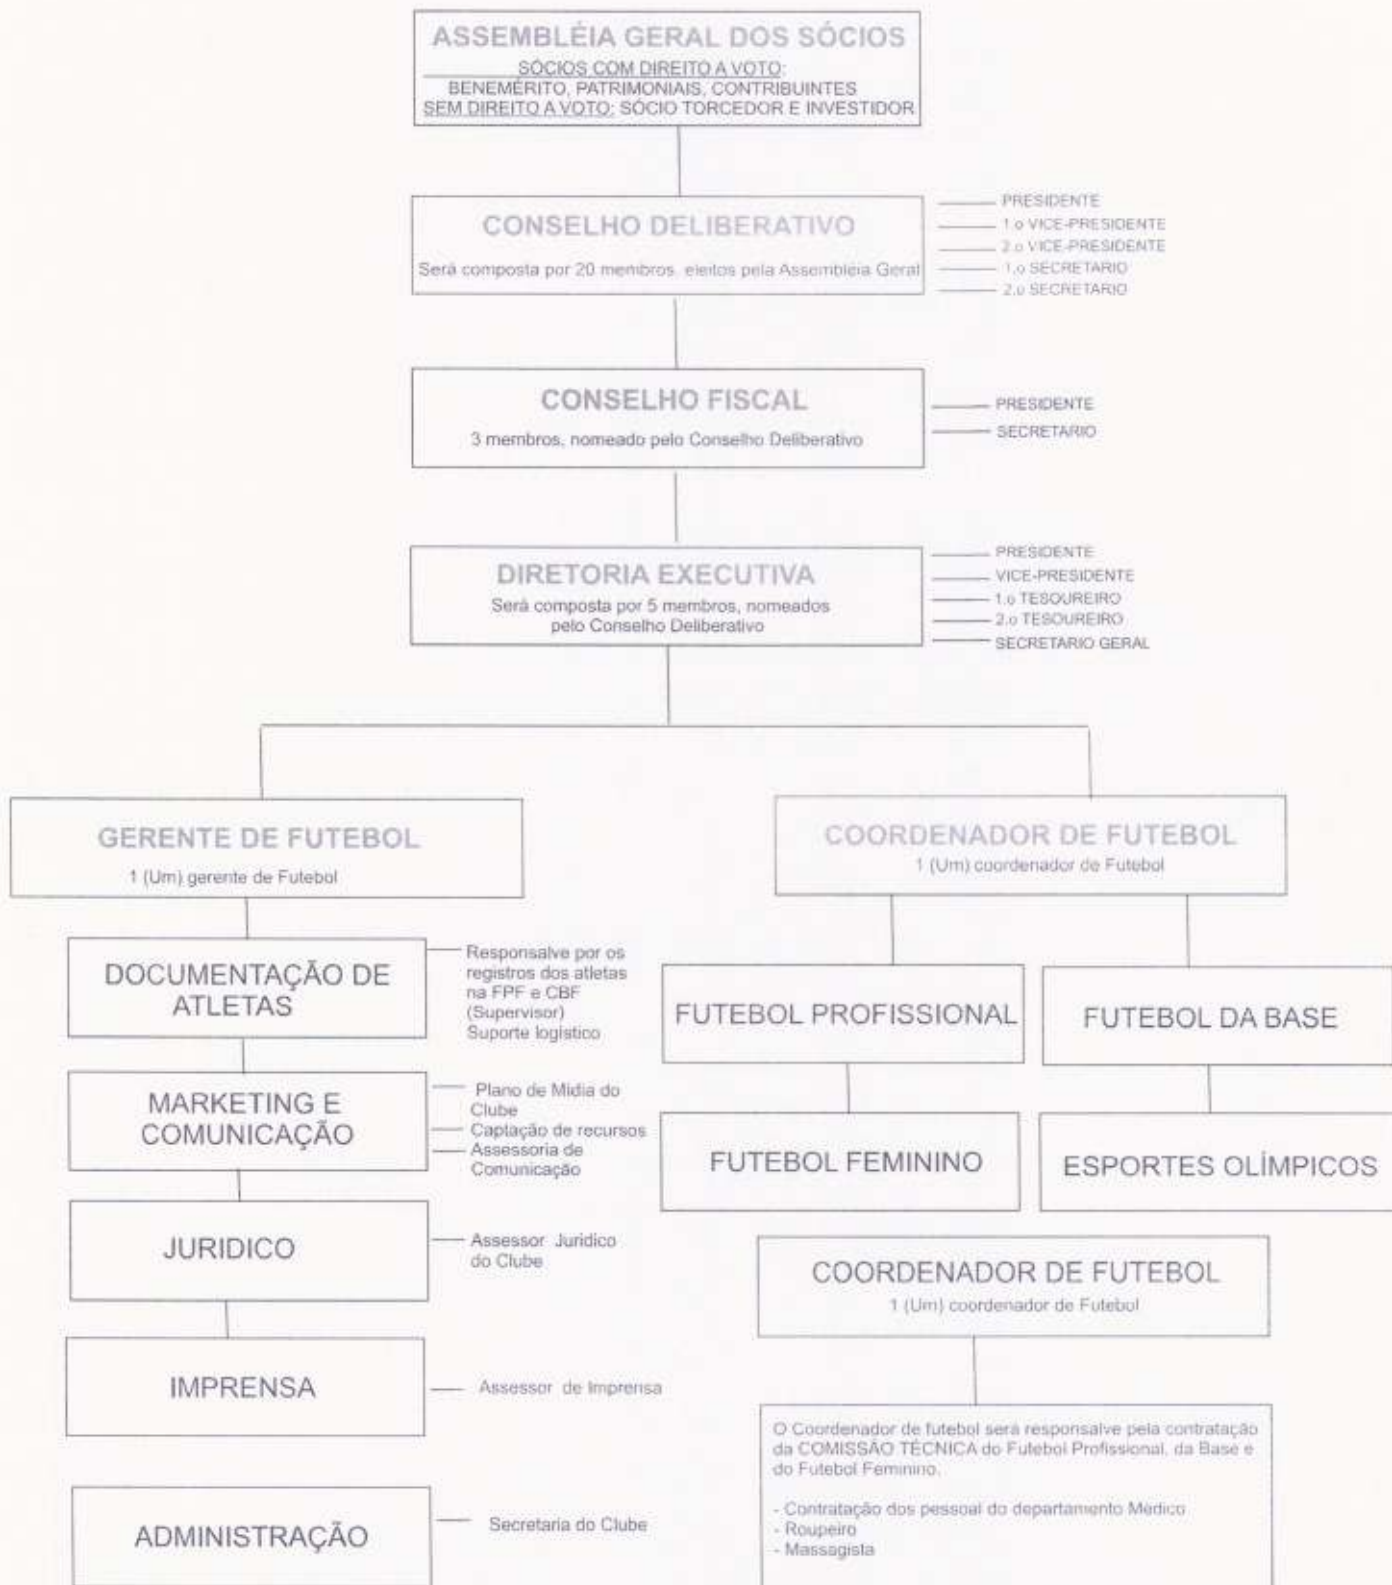 ASSEMBLÉIA GERAL DOS SÓCIOS
SÓCIOS COM DIREITO A VOTO:
BENEMÉRITO, PATRIMONIAIS, CONTRIBUINTES
SEM DIREITO A VOTO: SÓCIO TORCEDOR E INVESTIDOR
CONSELHO DELIBERATIVO
Será composta por 20 membros eleitos pela Assembléia Geral
PRESIDENTE
1.o VICE-PRESIDENTE
2.o VICE-PRESIDENTE
1.o SECRETARIO
2.o SECRETARIO
CONSELHO FISCAL
3 membros, nomeado pelo Conselho Deliberativo
PRESIDENTE
SECRETARIO
DIRETORIA EXECUTIVA
Será composta por 5 membros, nomeados
pelo Conselho Deliberativo
PRESIDENTE
VICE-PRESIDENTE
1.o TESOUREIRO
2.o TESOUREIRO
SECRETARIO GERAL
GERENTE DE FUTEBOL
1 (Um) gerente de Futebol
DOCUMENTAÇÃO DE
ATLETAS
Responsalve por os
registros dos atletas
na FPF e CBF
(Supervisor)
Suporte logístico
MARKETING E
COMUNICAÇÃO
Plano de Midia do
Clube
Captação de recursos
Assessoria de
Comunicação
JURIDICO
Assessor Juridico
do Clube
IMPRENSA
Assessor de Imprensa
ADMINISTRAÇÃO
Secretaria do Clube
COORDENADOR DE FUTEBOL
1 (Um) coordenador de Futebol
FUTEBOL PROFISSIONAL
FUTEBOL DA BASE
FUTEBOL FEMININO
ESPORTES OLÍMPICOS
COORDENADOR DE FUTEBOL
1 (Um) coordenador de Futebol
O Coordenador de futebol será responsalve pela contratação
da COMISSÃO TÉCNICA do Futebol Profissional, da Base e
do Futebol Feminino.
- Contratação dos pessoal do departamento Medico
- Roupeiro
- Massagista